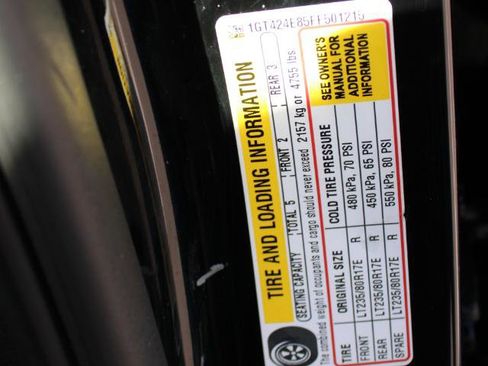 1GT424E85FF501215
TIRE AND LOADING INFORMATION
SEATING CAPACITY TOTAL 5 FRONT 2 REAR 3
The combined weight of occupants and cargo should never exceed 2157 kg or 4755 lbs.
TIRE ORIGINAL SIZE COLD TIRE PRESSURE
FRONT LT235/80R17E R 480 kPa, 70 PSI
REAR LT235/80R17E R 450 kPa, 65 PSI
SPARE LT235/80R17E R 550 kPa, 80 PSI
SEE OWNER'S
MANUAL FOR
ADDITIONAL
INFORMATION